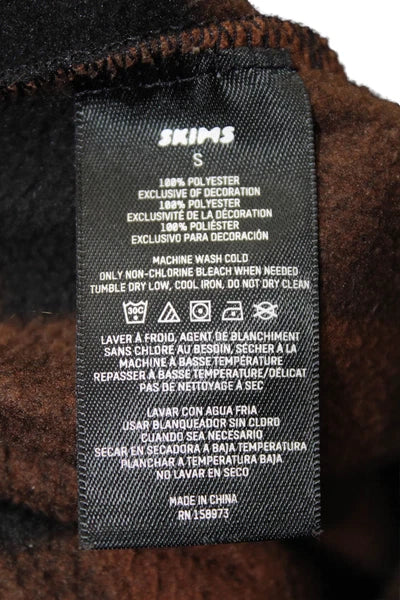 SKIMS
S
100% POLYESTER
EXCLUSIVE OF DECORATION
100% POLYESTER
EXCLUSIVITÉ DE LA DÉCORATION
100% POLIÉSTER
EXCLUSIVO PARA DECORACIÓN
MACHINE WASH COLD
ONLY NON-CHLORINE BLEACH WHEN NEEDED
TUMBLE DRY LOW, COOL IRON, DO NOT DRY CLEAN
30C
LAVER À FROID, AGENT DE BLANCHIMENT
SANS CHLORE AU BESOIN, SÉCHER À LA
MACHINE À BASSE TEMPÉRATURE
REPASSER À BASSE TEMPÉRATURE/DÉLICAT
PAS DE NETTOYAGE À SEC
LAVAR CON AGUA FRIA
USAR BLANQUEADOR SIN CLORO
CUANDO SEA NECESARIO
SECAR EN SECADORA A BAJA TEMPERATURA
PLANCHAR A TEMPERATURA BAJA
NO LAVAR EN SECO
MADE IN CHINA
RN 158973